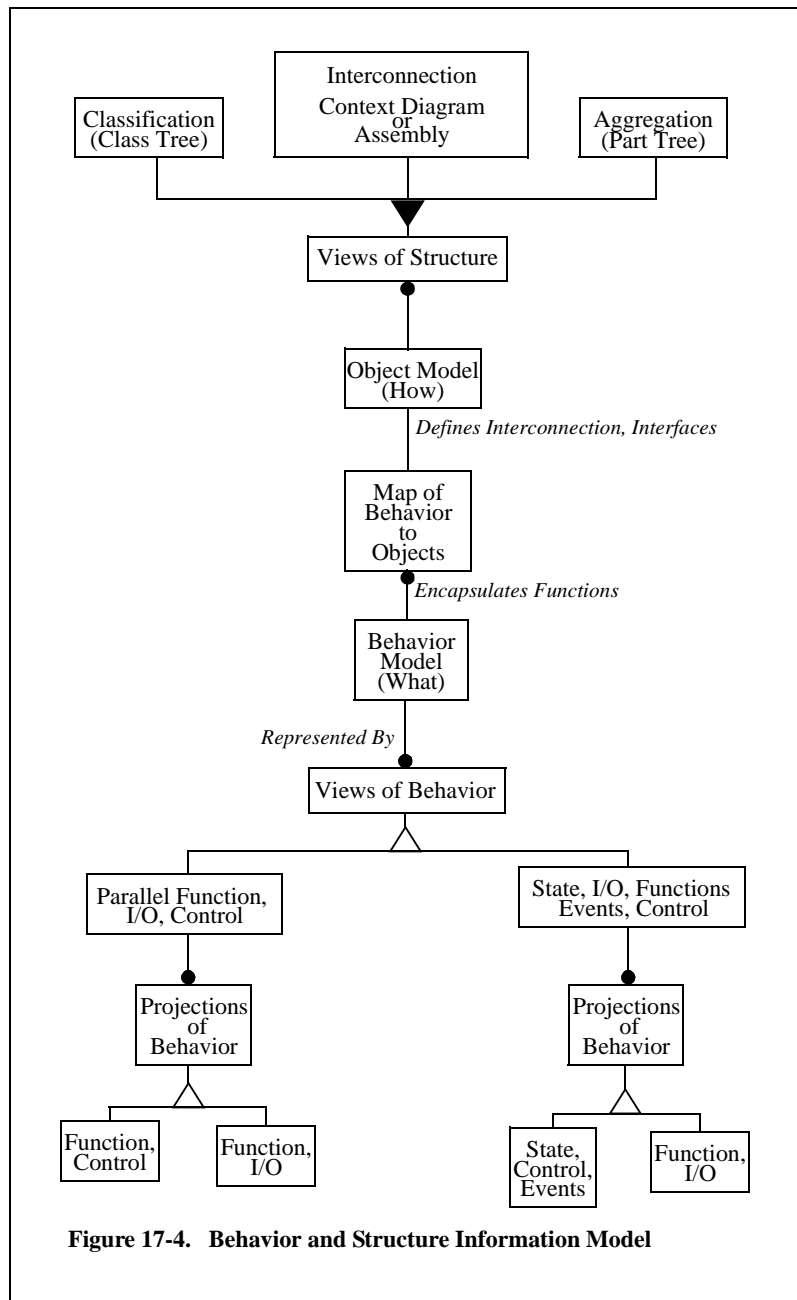 Interconnection
Context Diagram
or
Assembly
Classification
(Class Tree)
Aggregation
(Part Tree)
Views of Structure
Object Model
(How)
Defines Interconnection, Interfaces
Map of
Behavior
to
Objects
Encapsulates Functions
Behavior
Model
(What)
Represented By
Views of Behavior
Parallel Function,
I/O, Control
State, I/O, Functions
Events, Control
Projections
of
Behavior
Projections
of
Behavior
Function,
Control
Function,
I/O
State,
Control,
Events
Function,
I/O
Figure 17-4. Behavior and Structure Information Model